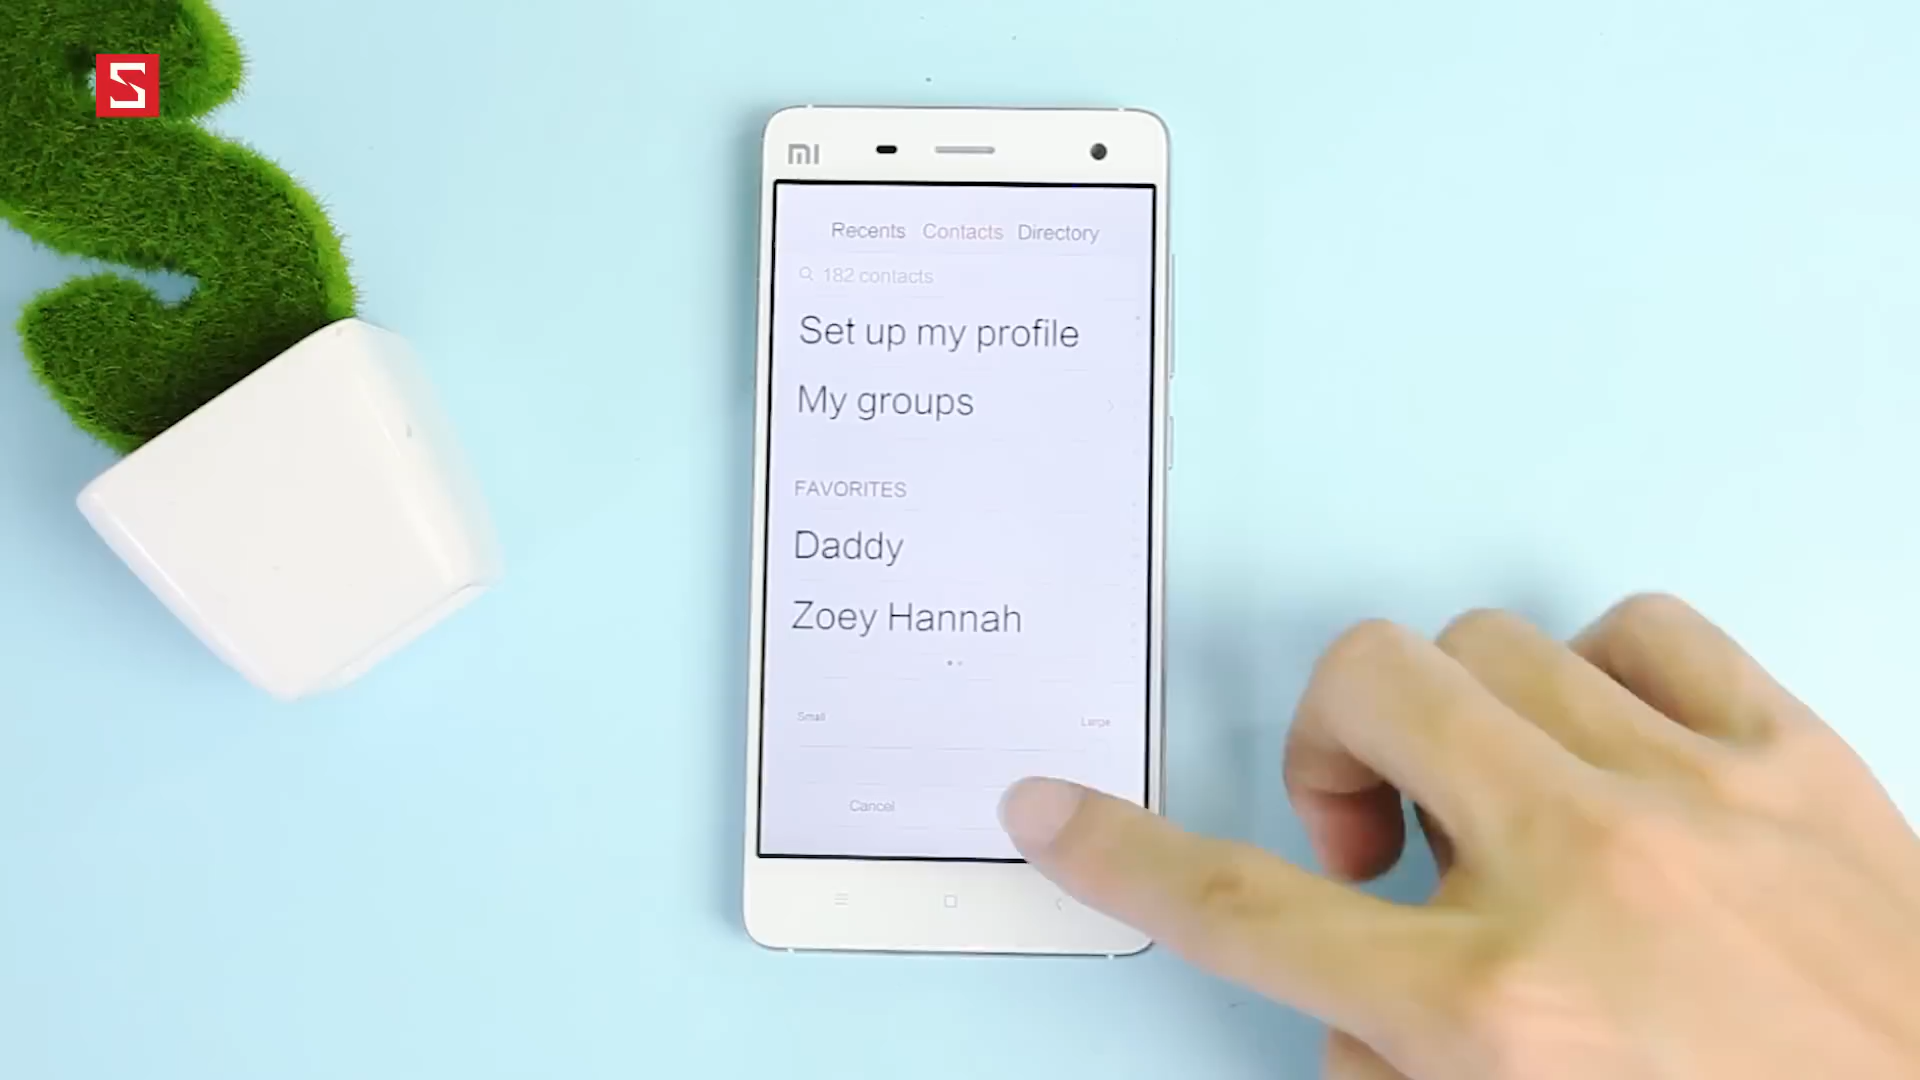 S
mi
Recents Contacts Directory
182 contacts
Set up my profile
My groups
FAVORITES
Daddy
Zoey Hannah
Small Large
Cancel